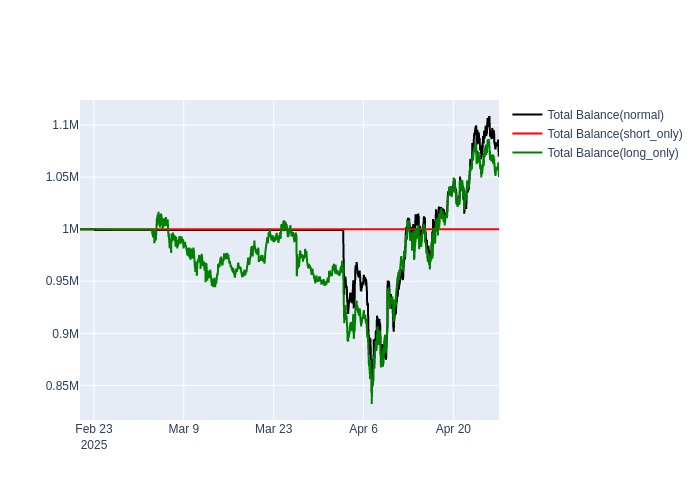 Total Balance(normal)
Total Balance(short_only)
Total Balance(long_only)
1.1M
1.05M
1M
0.95M
0.9M
0.85M
Feb 23
2025
Mar 9
Mar 23
Apr 6
Apr 20